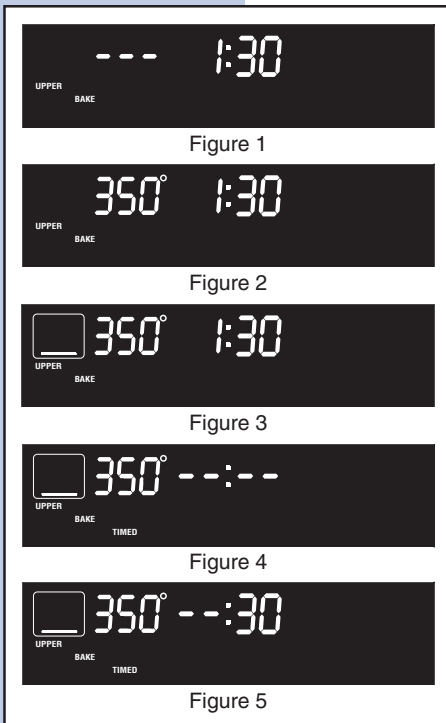 --- 1:30
UPPER
BAKE
Figure 1
350° 1:30
UPPER
BAKE
Figure 2
350° 1:30
UPPER
BAKE
Figure 3
350° --:--
UPPER
BAKE
TIMED
Figure 4
350° --:30
UPPER
BAKE
TIMED
Figure 5